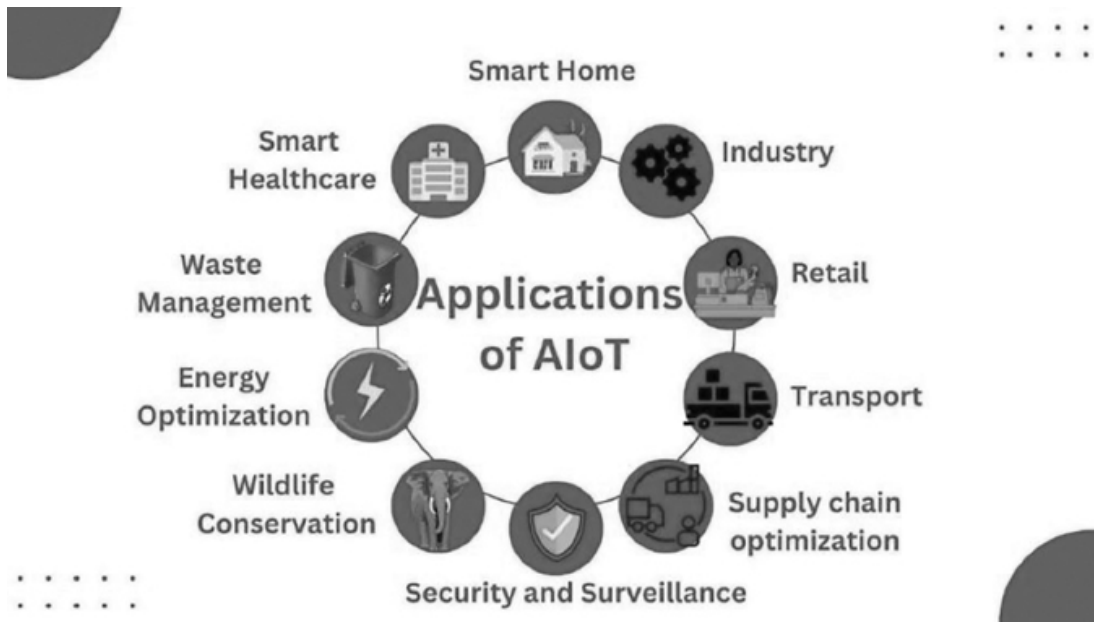 Smart Home
Smart
Healthcare
Industry
Waste
Management
Applications
of AIoT
Retail
Energy
Optimization
Transport
Wildlife
Conservation
Supply chain
optimization
Security and Surveillance